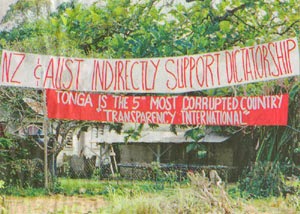 NZ & AUST INDIRECTLY SUPPORT DICTATORSHIP
TONGA IS THE 5TH MOST CORRUPTED COUNTRY
"TRANSPARENCY INTERNATIONAL"